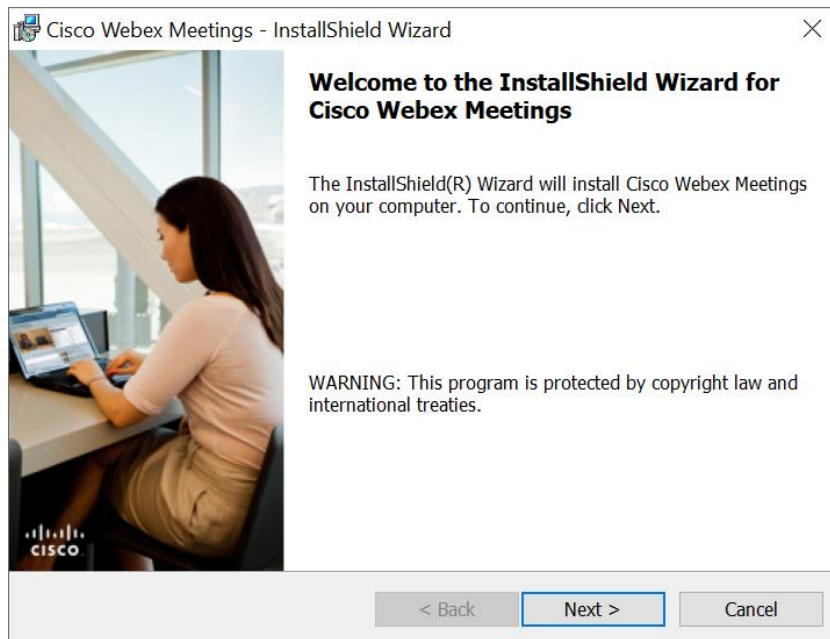 Cisco Webex Meetings - InstallShield Wizard
Welcome to the InstallShield Wizard for
Cisco Webex Meetings
The InstallShield(R) Wizard will install Cisco Webex Meetings
on your computer. To continue, click Next.
WARNING: This program is protected by copyright law and
international treaties.
CISCO
< Back
Next >
Cancel